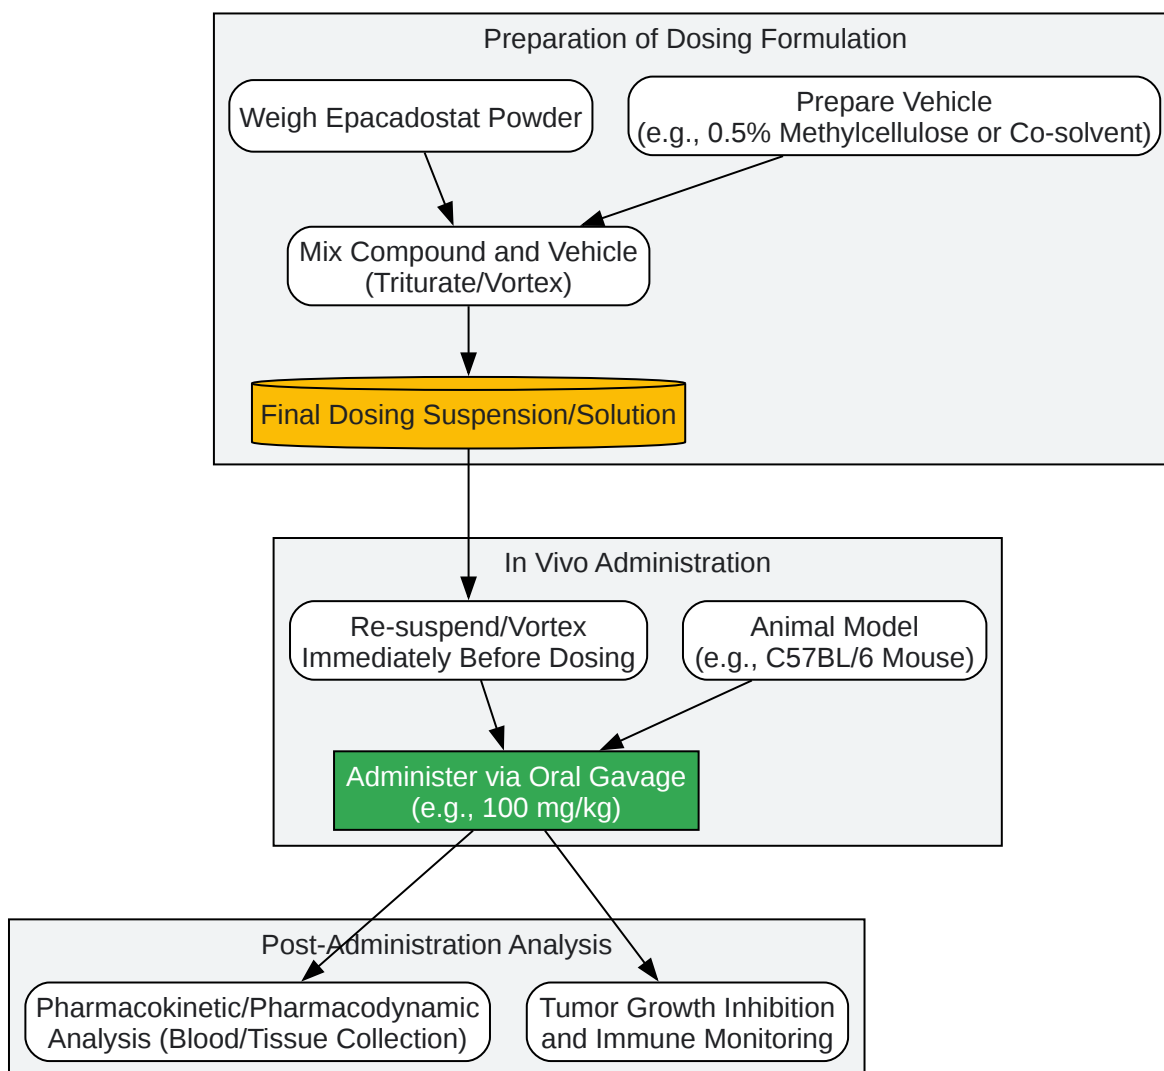 Preparation of Dosing Formulation
Weigh Epacadostat Powder
Prepare Vehicle
(e.g., 0.5% Methylcellulose or Co-solvent)
Mix Compound and Vehicle
(Triturate/Vortex)
Final Dosing Suspension/Solution
In Vivo Administration
Re-suspend/Vortex
Immediately Before Dosing
Animal Model
(e.g., C57BL/6 Mouse)
Administer via Oral Gavage
(e.g., 100 mg/kg)
Post-Administration Analysis
Pharmacokinetic/Pharmacodynamic
Analysis (Blood/Tissue Collection)
Tumor Growth Inhibition
and Immune Monitoring